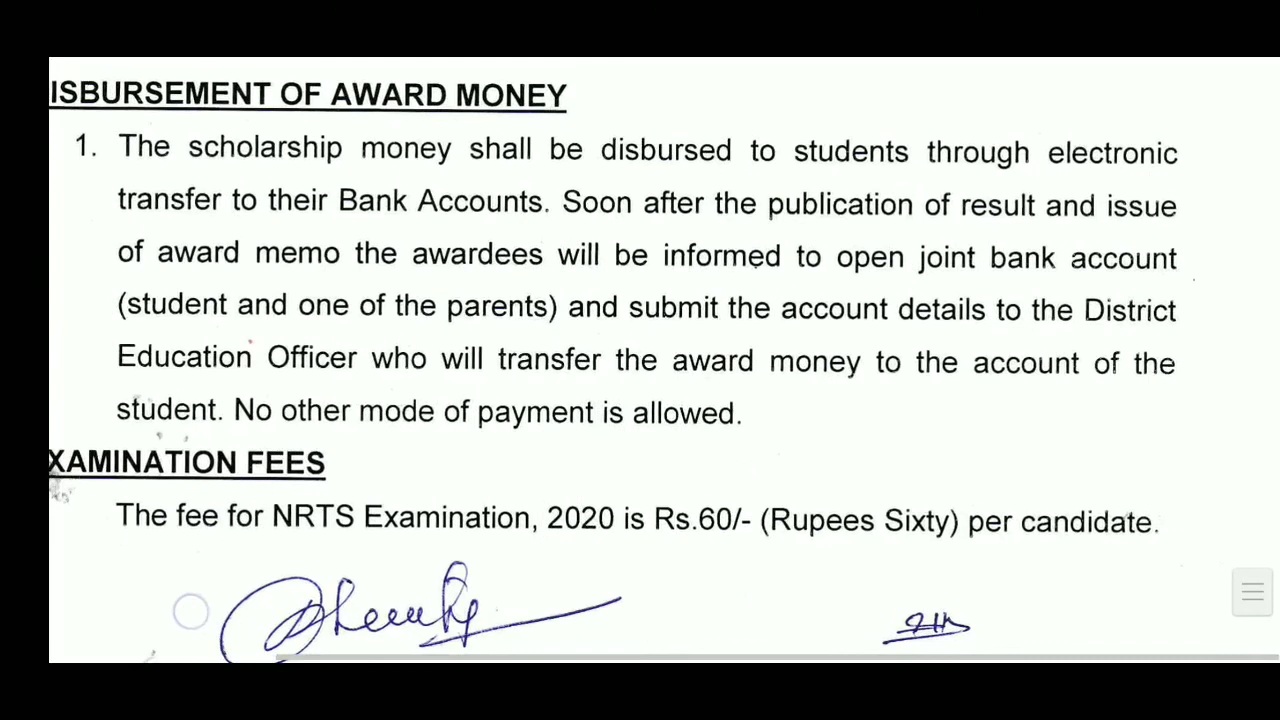 ISBURSEMENT OF AWARD MONEY
1. The scholarship money shall be disbursed to students through electronic
transfer to their Bank Accounts. Soon after the publication of result and issue
of award memo the awardees will be informed to open joint bank account
(student and one of the parents) and submit the account details to the District
Education Officer who will transfer the award money to the account of the
student. No other mode of payment is allowed.
XAMINATION FEES
The fee for NRTS Examination, 2020 is Rs.60/- (Rupees Sixty) per candidate.